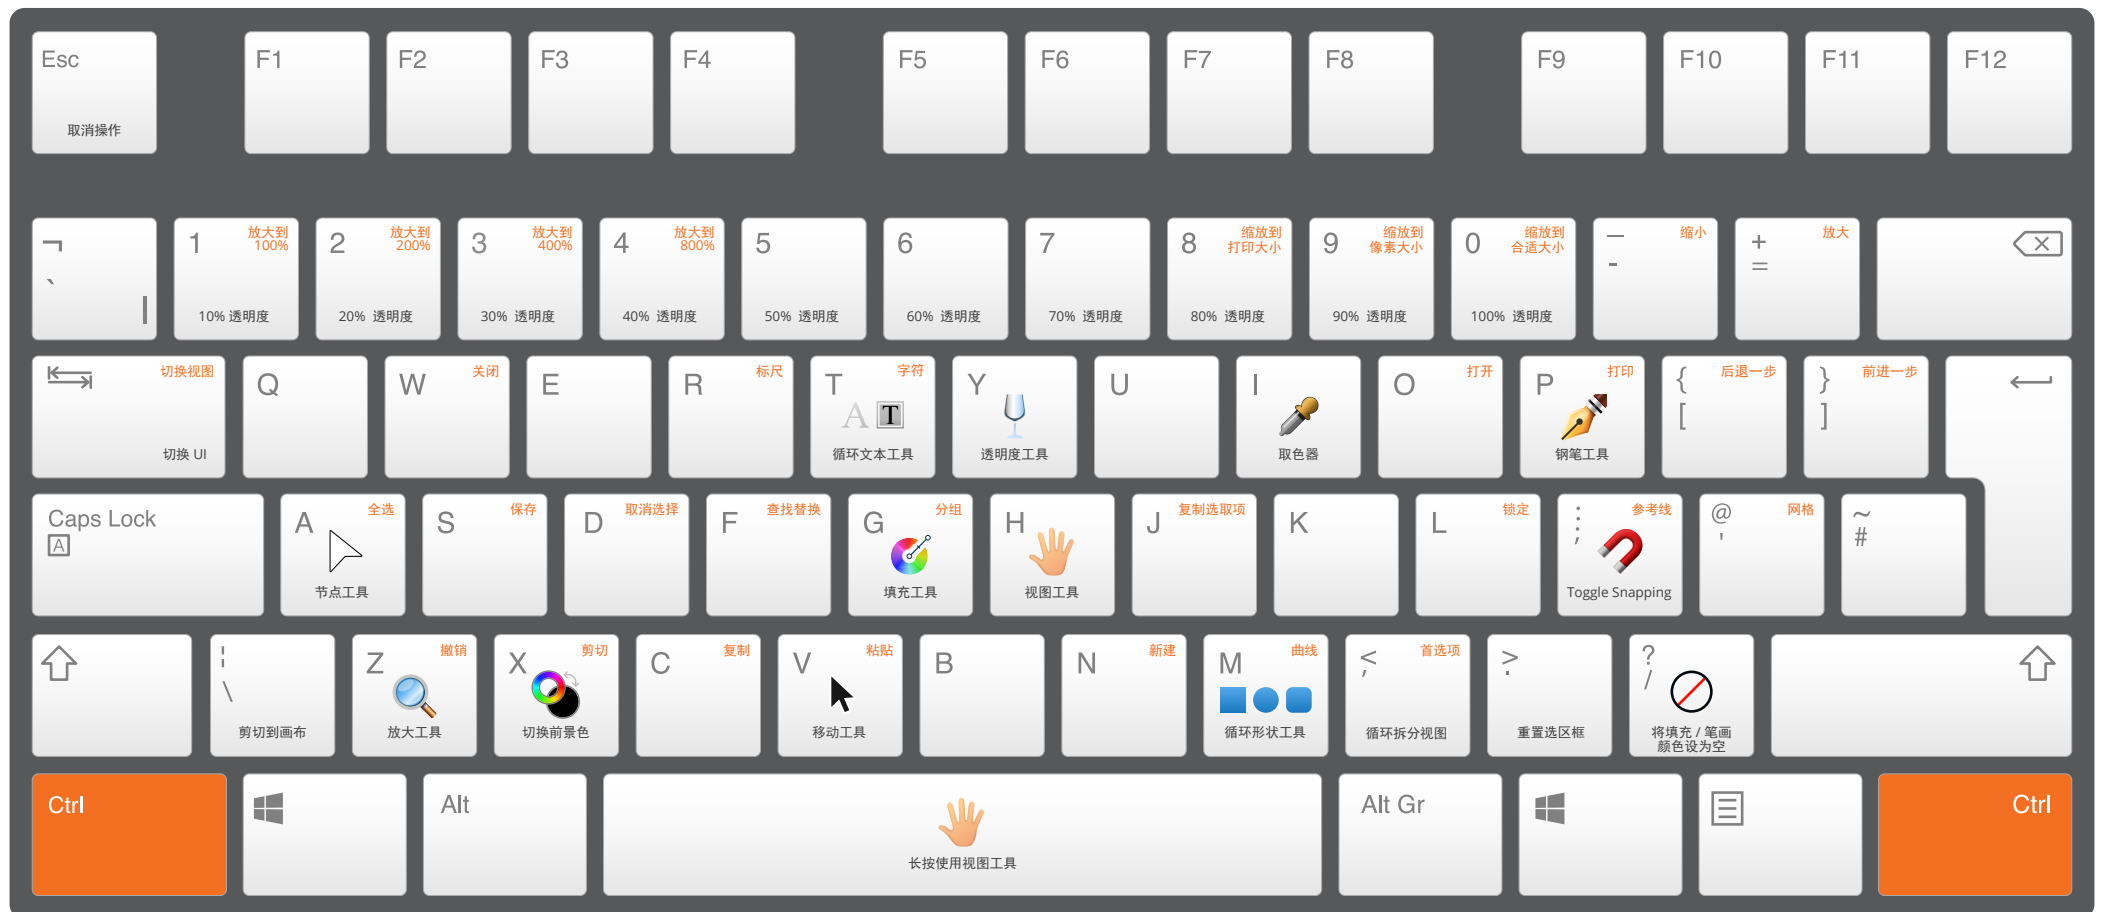 Esc
取消操作
F1
F2
F3
F4
F5
F6
F7
F8
F9
F10
F11
F12
¬
`
|
1
放大到
100%
10% 透明度
2
放大到
200%
20% 透明度
3
放大到
400%
30% 透明度
4
放大到
800%
40% 透明度
5
50% 透明度
6
60% 透明度
7
70% 透明度
8
缩放到
打印大小
80% 透明度
9
缩放到
像素大小
90% 透明度
0
缩放到
合适大小
100% 透明度
—
-
缩小
+
=
放大
切换视图
切换 UI
Q
W
关闭
E
R
标尺
T
字符
A T
循环文本工具
Y
透明度工具
U
I
取色器
O
打开
P
打印
钢笔工具
{
[
后退一步
}
]
前进一步
Caps Lock
A
A
全选
节点工具
S
保存
D
取消选择
F
查找替换
G
分组
填充工具
H
视图工具
J
复制选取项
K
L
锁定
:
;
参考线
Toggle Snapping
@
'
网格
~
#
¦
\
剪切到画布
Z
撤销
放大工具
X
剪切
切换前景色
C
复制
V
粘贴
移动工具
B
N
新建
M
曲线
循环形状工具
<
,
首选项
循环拆分视图
>
.
重置选区框
?
/
将填充 / 笔画
颜色设为空
Ctrl
Alt
长按使用视图工具
Alt Gr
Ctrl